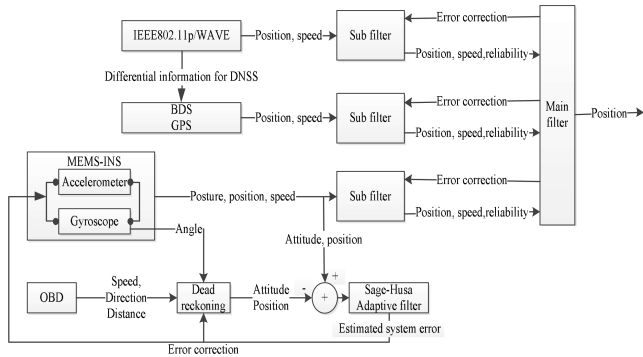 Error correction
IEEE802.11p/WAVE
Position, speed
Sub filter
Position, speed,reliability
Differential information for DNSS
BDS
GPS
Position, speed
Sub filter
Error correction
Position, speed,reliability
Main
filter
Position
MEMS-INS
Accelerometer
Gyroscope
Posture, position, speed
Sub filter
Error correction
Position, speed,reliability
Angle
Attitude, position
OBD
Speed,
Direction
Distance
Dead
reckoning
Attitude
Position
-
+
+
Sage-Husa
Adaptive filter
Estimated system error
Error correction